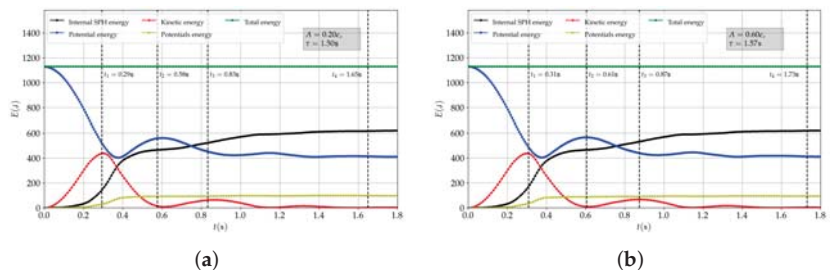 Internal SPH energy Kinetic energy Total energy
Potential energy Potentials energy
A = 0.20cₛ
τ = 1.50s
t₁ = 0.29s t₂ = 0.58s t₃ = 0.83s t₄ = 1.65s
E(J)
1400
1200
1000
800
600
400
200
0
0.0 0.2 0.4 0.6 0.8 1.0 1.2 1.4 1.6 1.8
t(s)
(a)
Internal SPH energy Kinetic energy Total energy
Potential energy Potentials energy
A = 0.60cₛ
τ = 1.57s
t₁ = 0.31s t₂ = 0.61s t₃ = 0.87s t₄ = 1.73s
E(J)
1400
1200
1000
800
600
400
200
0
0.0 0.2 0.4 0.6 0.8 1.0 1.2 1.4 1.6 1.8
t(s)
(b)